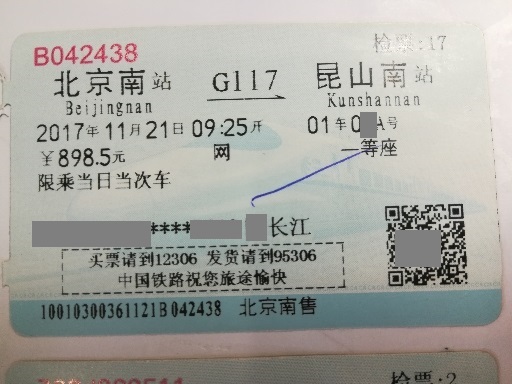 B042438
检票:17
北京南站 G117 昆山南站
Beijingnan Kunshannan
2017年11月21日09:25开 01车0 A号
￥898.5元 网 一等座
限乘当日当次车
**** 长江
买票请到12306 发货请到95306
中国铁路祝您旅途愉快
10010300361121B042438 北京南售
检票:2